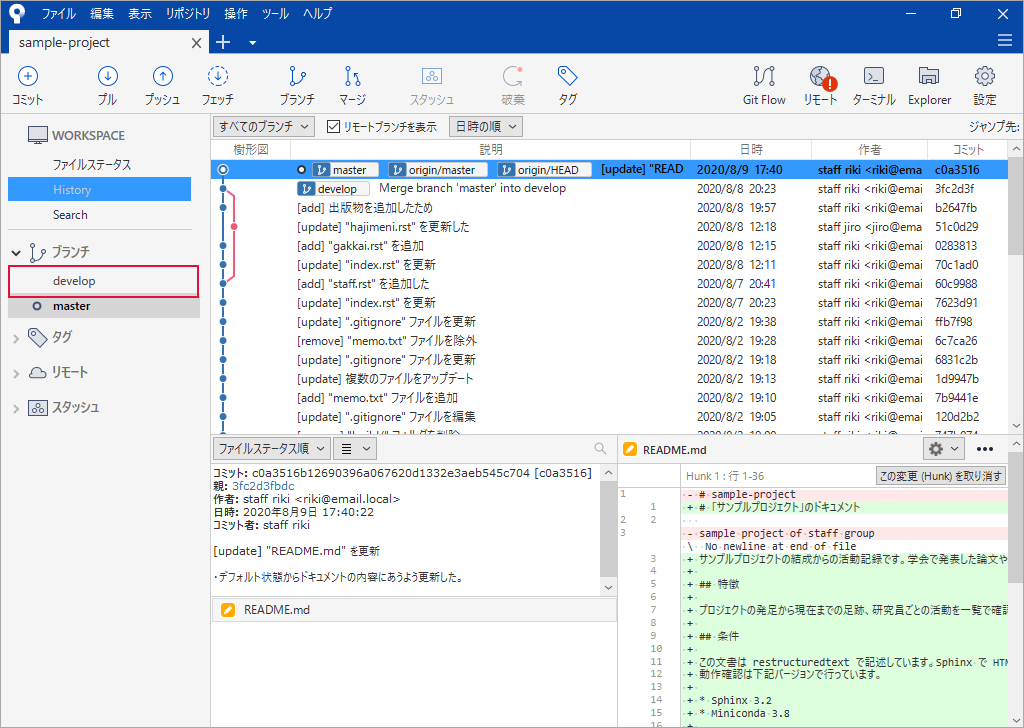 ファイル 編集 表示 リポジトリ 操作 ツール ヘルプ
sample-project
コミット プル プッシュ フェッチ ブランチ マージ スタッシュ 破棄 タグ Git Flow リモート ターミナル Explorer 設定
WORKSPACE
ファイルステータス
History
Search
ブランチ
develop
master
タグ
リモート
スタッシュ
すべてのブランチ リモートブランチを表示 日時の順 ジャンプ先:
樹形図 説明 日時 作者 コミット
master origin/master origin/HEAD [update] "READ 2020/8/9 17:40 staff riki <riki@ema c0a3516
develop Merge branch 'master' into develop 2020/8/8 20:23 staff riki <riki@emai 3fc2d3f
[add] 出版物を追加したため 2020/8/8 19:57 staff riki <riki@emai b2647fb
[update] "hajimeni.rst" を更新した 2020/8/8 12:18 staff jiro <jiro@emai 51c0d29
[add] "gakkai.rst" を追加 2020/8/8 12:15 staff riki <riki@emai 0283813
[update] "index.rst" を更新 2020/8/8 12:11 staff riki <riki@emai 70c1ad0
[add] "staff.rst" を追加した 2020/8/7 20:41 staff riki <riki@emai 60c9988
[update] "index.rst" を更新 2020/8/7 20:23 staff riki <riki@emai 7623d91
[update] ".gitignore" ファイルを更新 2020/8/2 19:38 staff riki <riki@emai ffb7f98
[remove] "memo.txt" ファイルを除外 2020/8/2 19:28 staff riki <riki@emai 6c7ca26
[update] ".gitignore" ファイルを更新 2020/8/2 19:18 staff riki <riki@emai 6831c2b
[update] 複数のファイルをアップデート 2020/8/2 19:13 staff riki <riki@emai 1d9947b
[add] "memo.txt" ファイルを追加 2020/8/2 19:10 staff riki <riki@emai 7b9441e
[update] ".gitignore" ファイルを編集 2020/8/2 19:05 staff riki <riki@emai 120d2b2
ファイルステータス順
コミット: c0a3516b12690396a067620d1332e3aeb545c704 [c0a3516]
親: 3fc2d3fbdc
作者: staff riki <riki@email.local>
日時: 2020年8月9日 17:40:22
コミット者: staff riki
[update] "README.md" を更新
・デフォルト状態からドキュメントの内容にあうよう更新した。
README.md
README.md
Hunk 1 : 行 1-36 この変更 (Hunk) を取り消す
1 - # sample-project
1 + # 「サンプルプロジェクト」のドキュメント
2 2
3 - sample project of staff group
\ No newline at end of file
3 + サンプルプロジェクトの結成からの活動記録です。学会で発表した論文や
4 +
5 + ## 特徴
6 +
7 + プロジェクトの発足から現在までの足跡、研究員ごとの活動を一覧で確認
8 +
9 + ## 条件
10 +
11 + この文書は restructuredtext で記述しています。Sphinx で HTM
12 + 動作確認は下記バージョンで行っています。
13 +
14 + * Sphinx 3.2
15 + * Miniconda 3.8
16 +